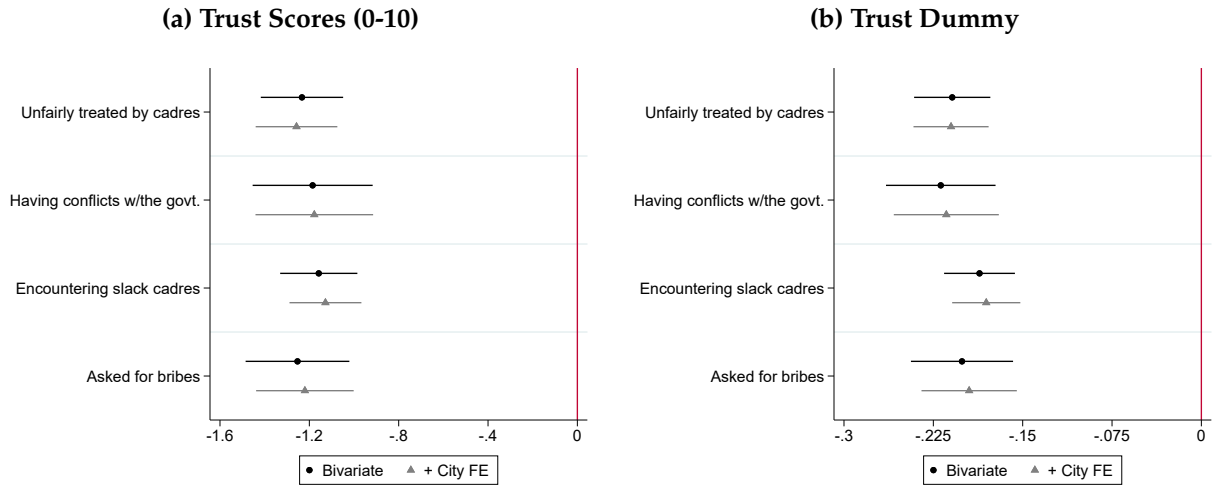 (a) Trust Scores (0-10)
Unfairly treated by cadres
Having conflicts w/the govt.
Encountering slack cadres
Asked for bribes
-1.6 -1.2 -.8 -.4 0
Bivariate + City FE
(b) Trust Dummy
Unfairly treated by cadres
Having conflicts w/the govt.
Encountering slack cadres
Asked for bribes
-.3 -.225 -.15 -.075 0
Bivariate + City FE